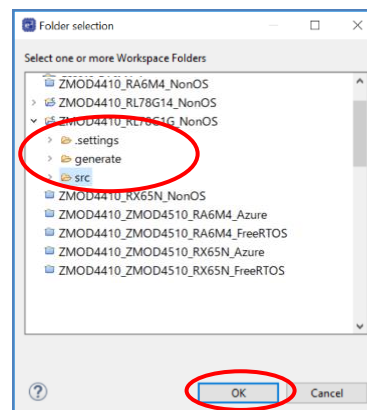 Folder selection
Select one or more Workspace Folders
ZMOD4410_RA6M4_NonOS
ZMOD4410_RL78G14_NonOS
ZMOD4410_RL78G1G_NonOS
.settings
generate
src
ZMOD4410_RX65N_NonOS
ZMOD4410_ZMOD4510_RA6M4_Azure
ZMOD4410_ZMOD4510_RA6M4_FreeRTOS
ZMOD4410_ZMOD4510_RX65N_Azure
ZMOD4410_ZMOD4510_RX65N_FreeRTOS
?
OK Cancel